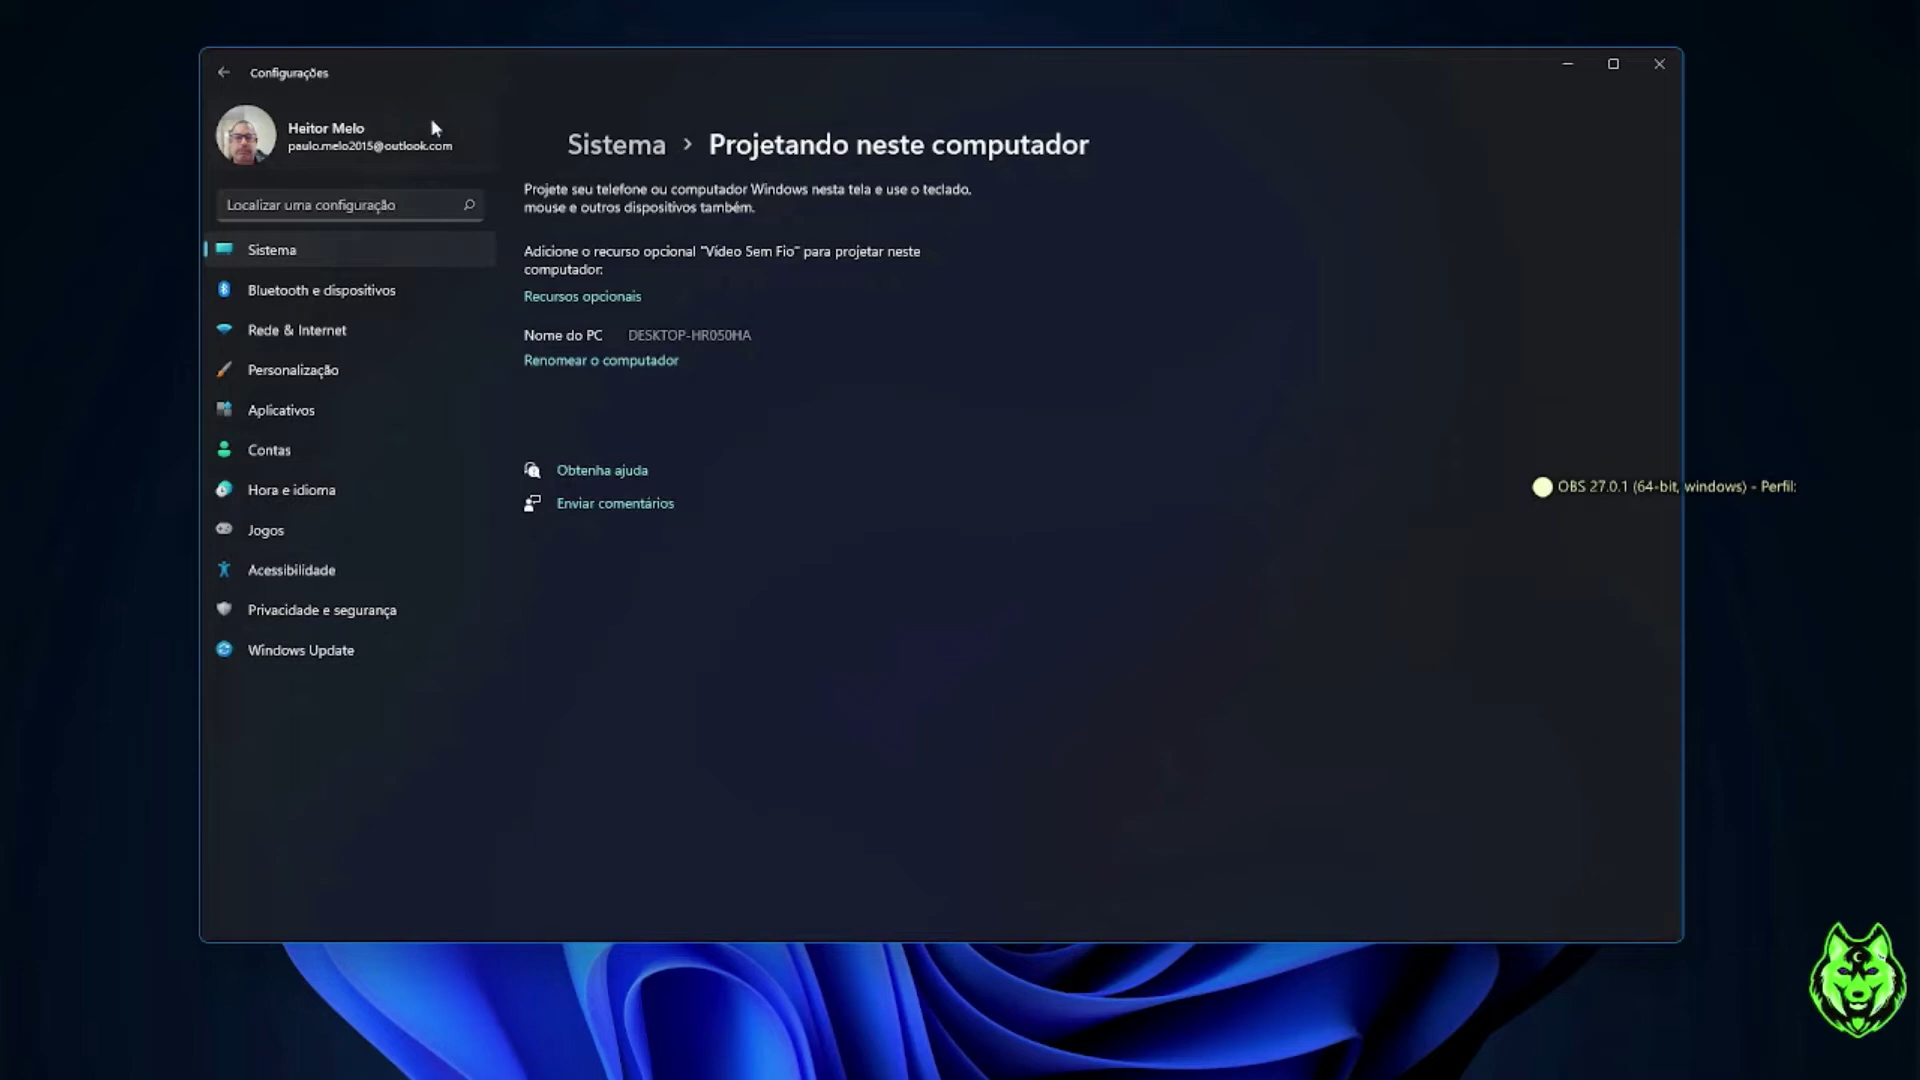 Configurações
Heitor Melo
paulo.melo2015@outlook.com
Localizar uma configuração
Sistema
Bluetooth e dispositivos
Rede & Internet
Personalização
Aplicativos
Contas
Hora e idioma
Jogos
Acessibilidade
Privacidade e segurança
Windows Update
Sistema > Projetando neste computador
Projete seu telefone ou computador Windows nesta tela e use o teclado,
mouse e outros dispositivos também.
Adicione o recurso opcional "Vídeo Sem Fio" para projetar neste
computador:
Recursos opcionais
Nome do PC DESKTOP-HR050HA
Renomear o computador
Obtenha ajuda
Enviar comentários
OBS 27.0.1 (64-bit, windows) - Perfil: